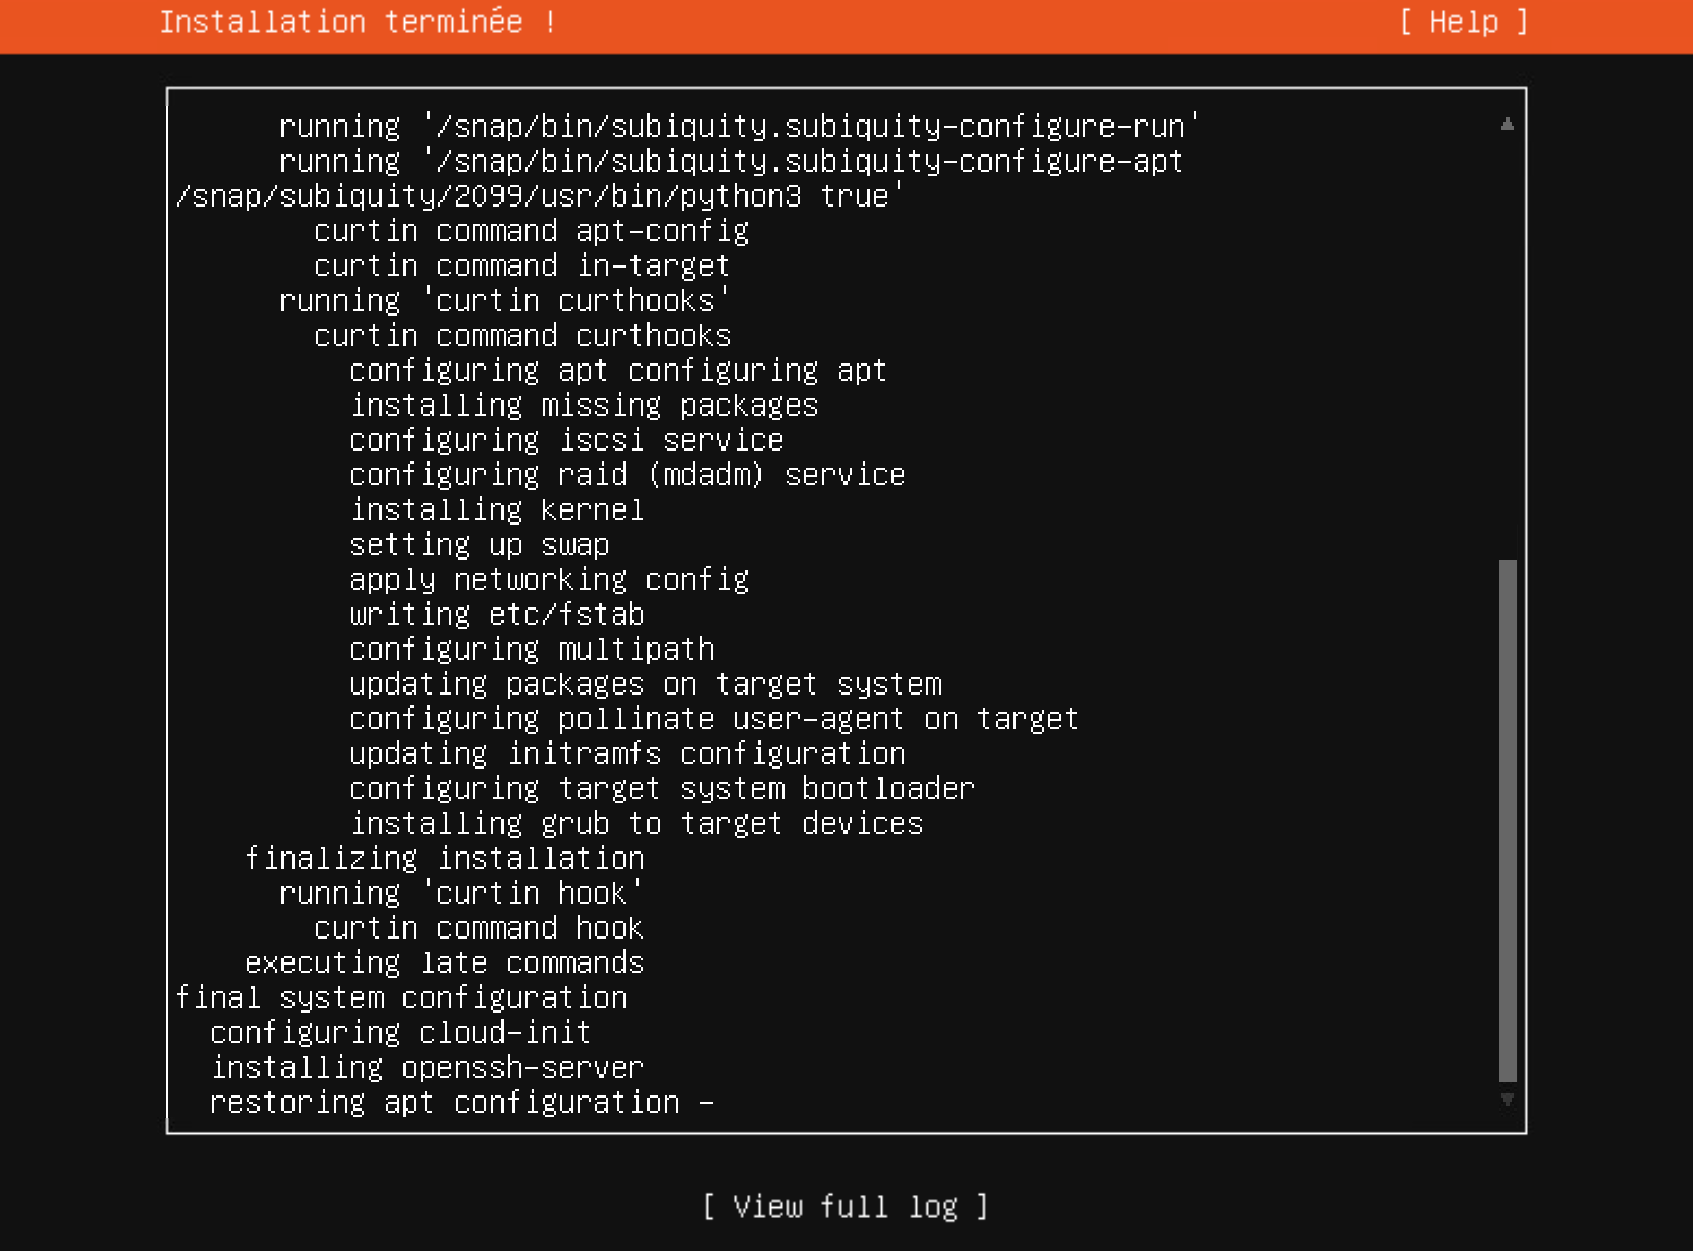 Installation terminée !
[ Help ]
running '/snap/bin/subiquity.subiquity-configure-run'
running '/snap/bin/subiquity.subiquity-configure-apt
/snap/subiquity/2099/usr/bin/python3 true'
curtin command apt-config
curtin command in-target
running 'curtin curthooks'
curtin command curthooks
configuring apt configuring apt
installing missing packages
configuring iscsi service
configuring raid (mdadm) service
installing kernel
setting up swap
apply networking config
writing etc/fstab
configuring multipath
updating packages on target system
configuring pollinate user-agent on target
updating initramfs configuration
configuring target system bootloader
installing grub to target devices
finalizing installation
running 'curtin hook'
curtin command hook
executing late commands
final system configuration
configuring cloud-init
installing openssh-server
restoring apt configuration -
[ View full log ]